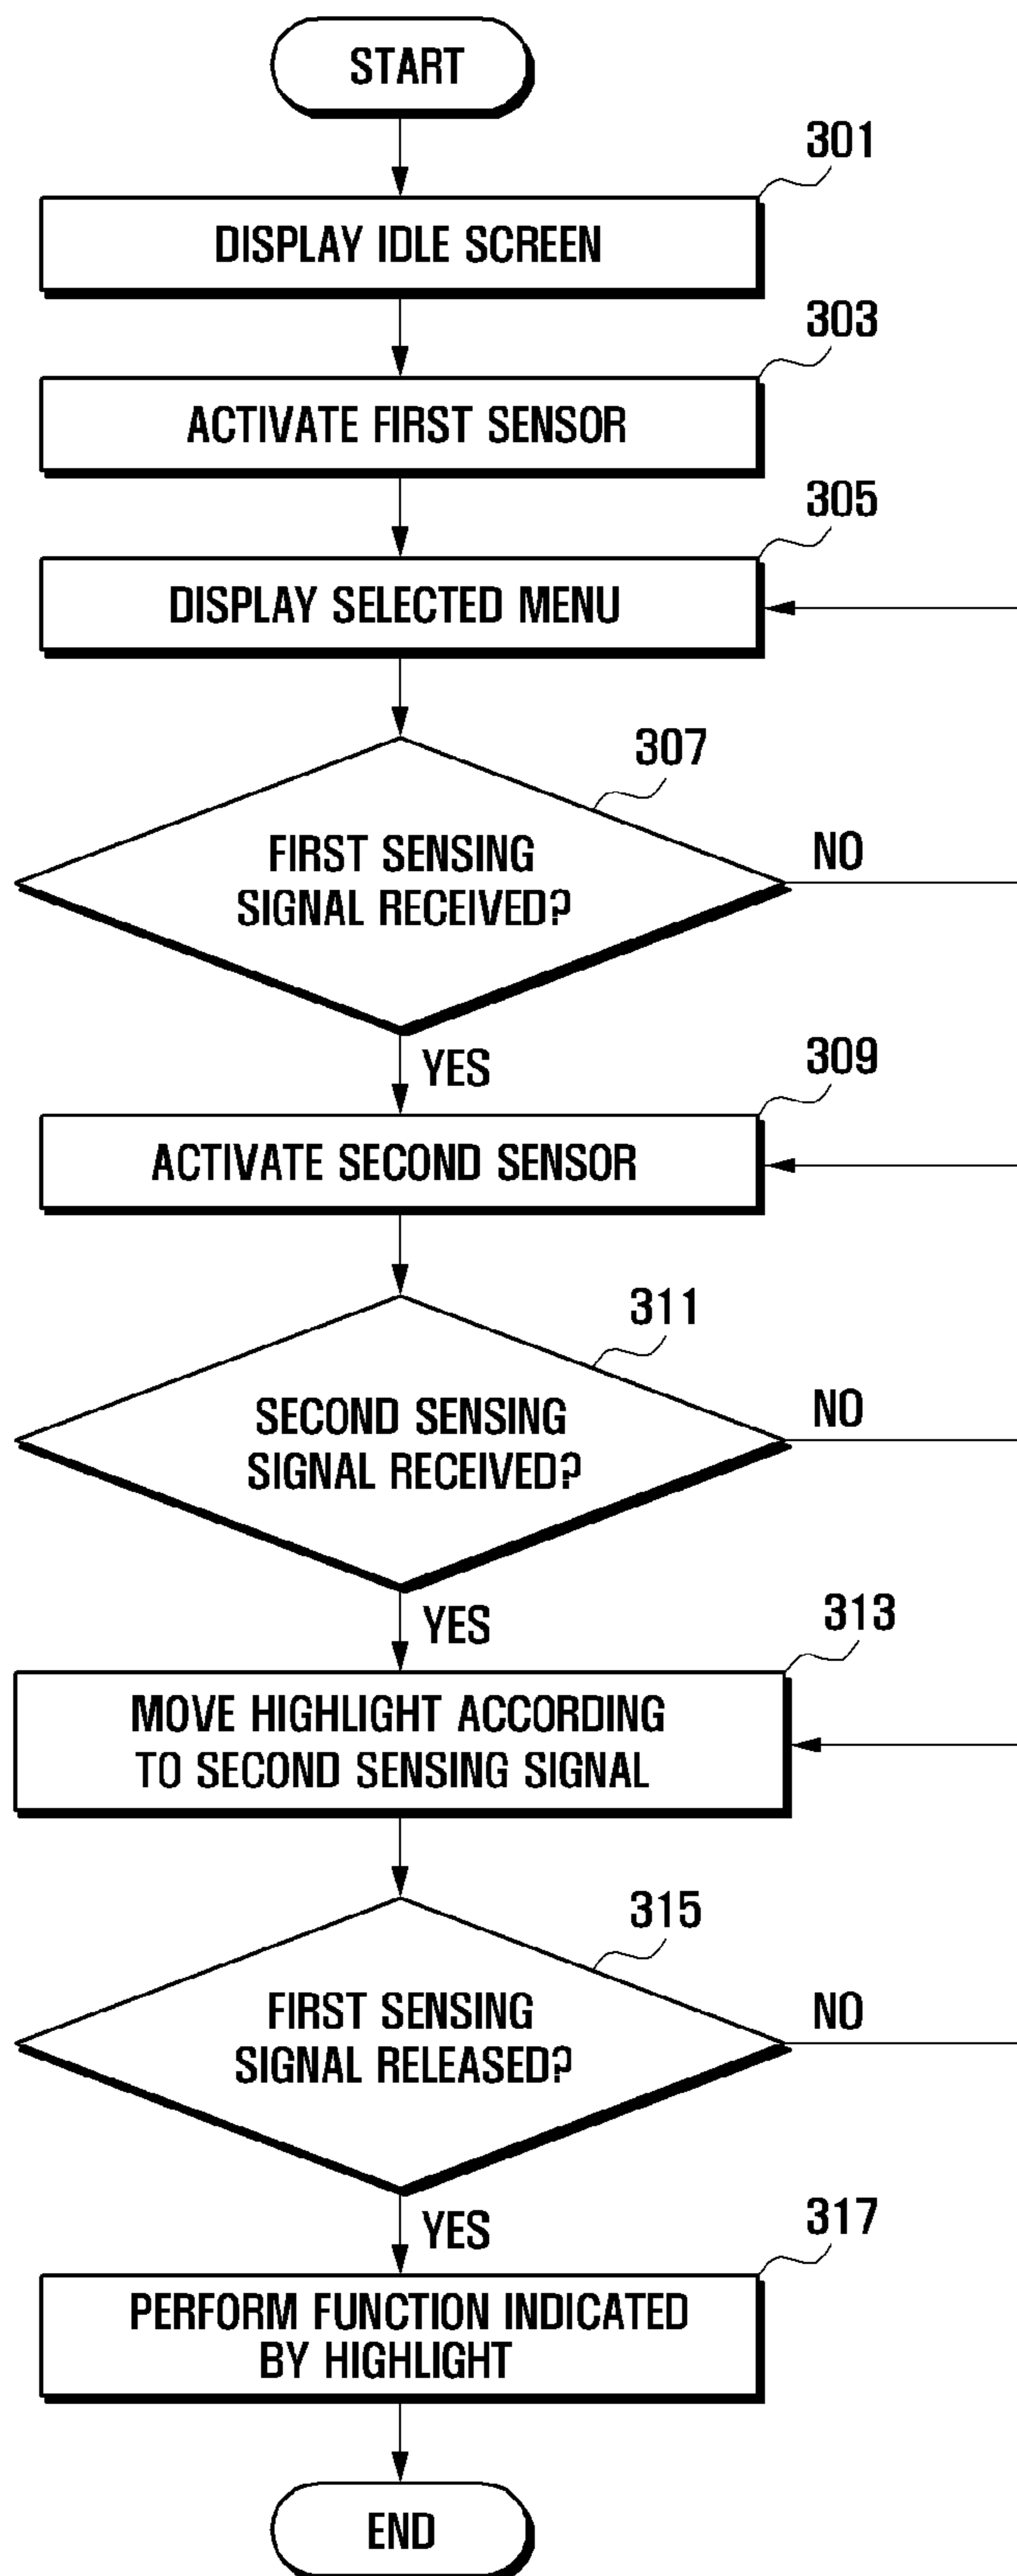 START
301
DISPLAY IDLE SCREEN
303
ACTIVATE FIRST SENSOR
305
DISPLAY SELECTED MENU
307
FIRST SENSING
SIGNAL RECEIVED?
NO
YES
309
ACTIVATE SECOND SENSOR
311
SECOND SENSING
SIGNAL RECEIVED?
NO
YES
313
MOVE HIGHLIGHT ACCORDING
TO SECOND SENSING SIGNAL
315
FIRST SENSING
SIGNAL RELEASED?
NO
YES
317
PERFORM FUNCTION INDICATED
BY HIGHLIGHT
END